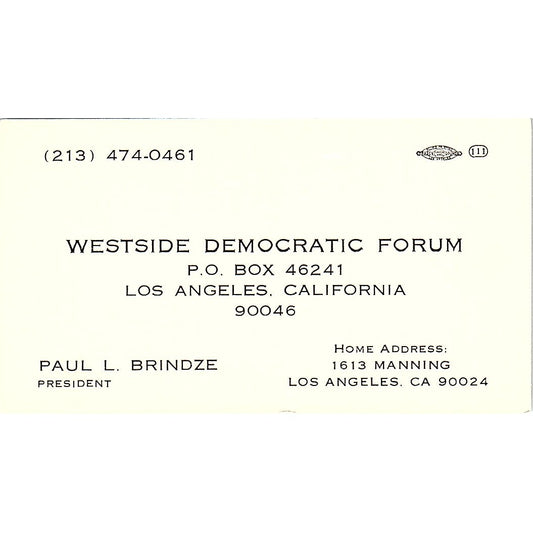 (213) 474-0461
111
WESTSIDE DEMOCRATIC FORUM
P.O. BOX 46241
LOS ANGELES, CALIFORNIA
90046
PAUL L. BRINDZE
PRESIDENT
HOME ADDRESS:
1613 MANNING
LOS ANGELES, CA 90024